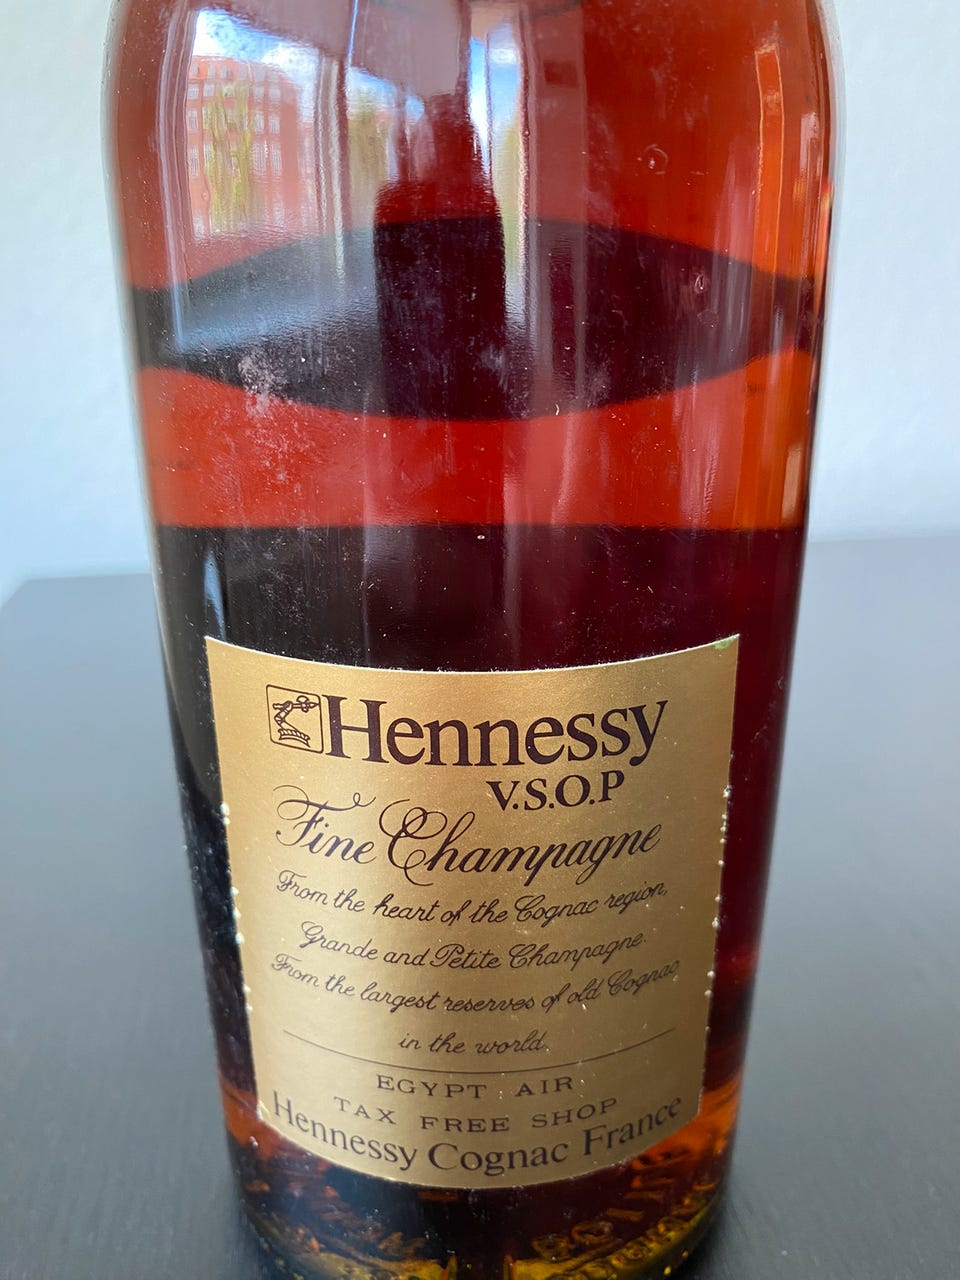 Hennessy
V.S.O.P
Fine Champagne
From the heart of the Cognac region,
Grande and Petite Champagne.
From the largest reserves of old Cognac
in the world.
EGYPT AIR
TAX FREE SHOP
Hennessy Cognac France